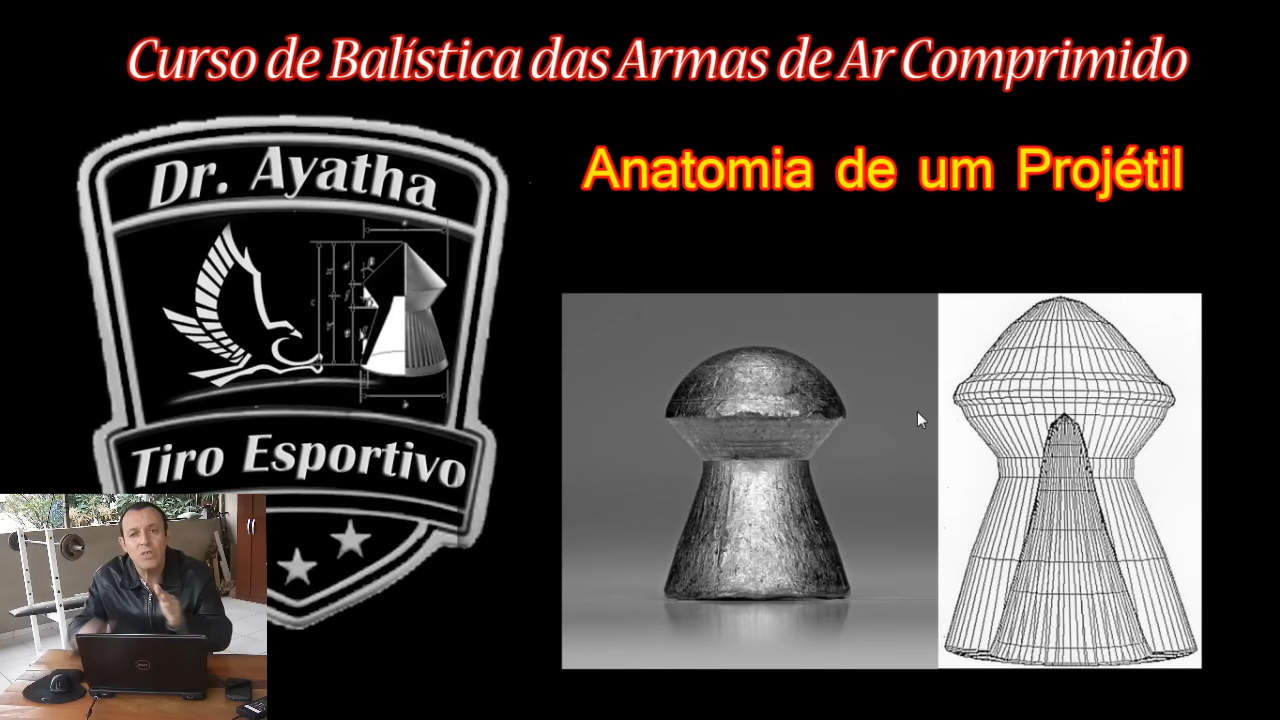 Curso de Balística das Armas de Ar Comprimido
Dr. Ayatha
Anatomia de um Projétil
Tiro Esportivo